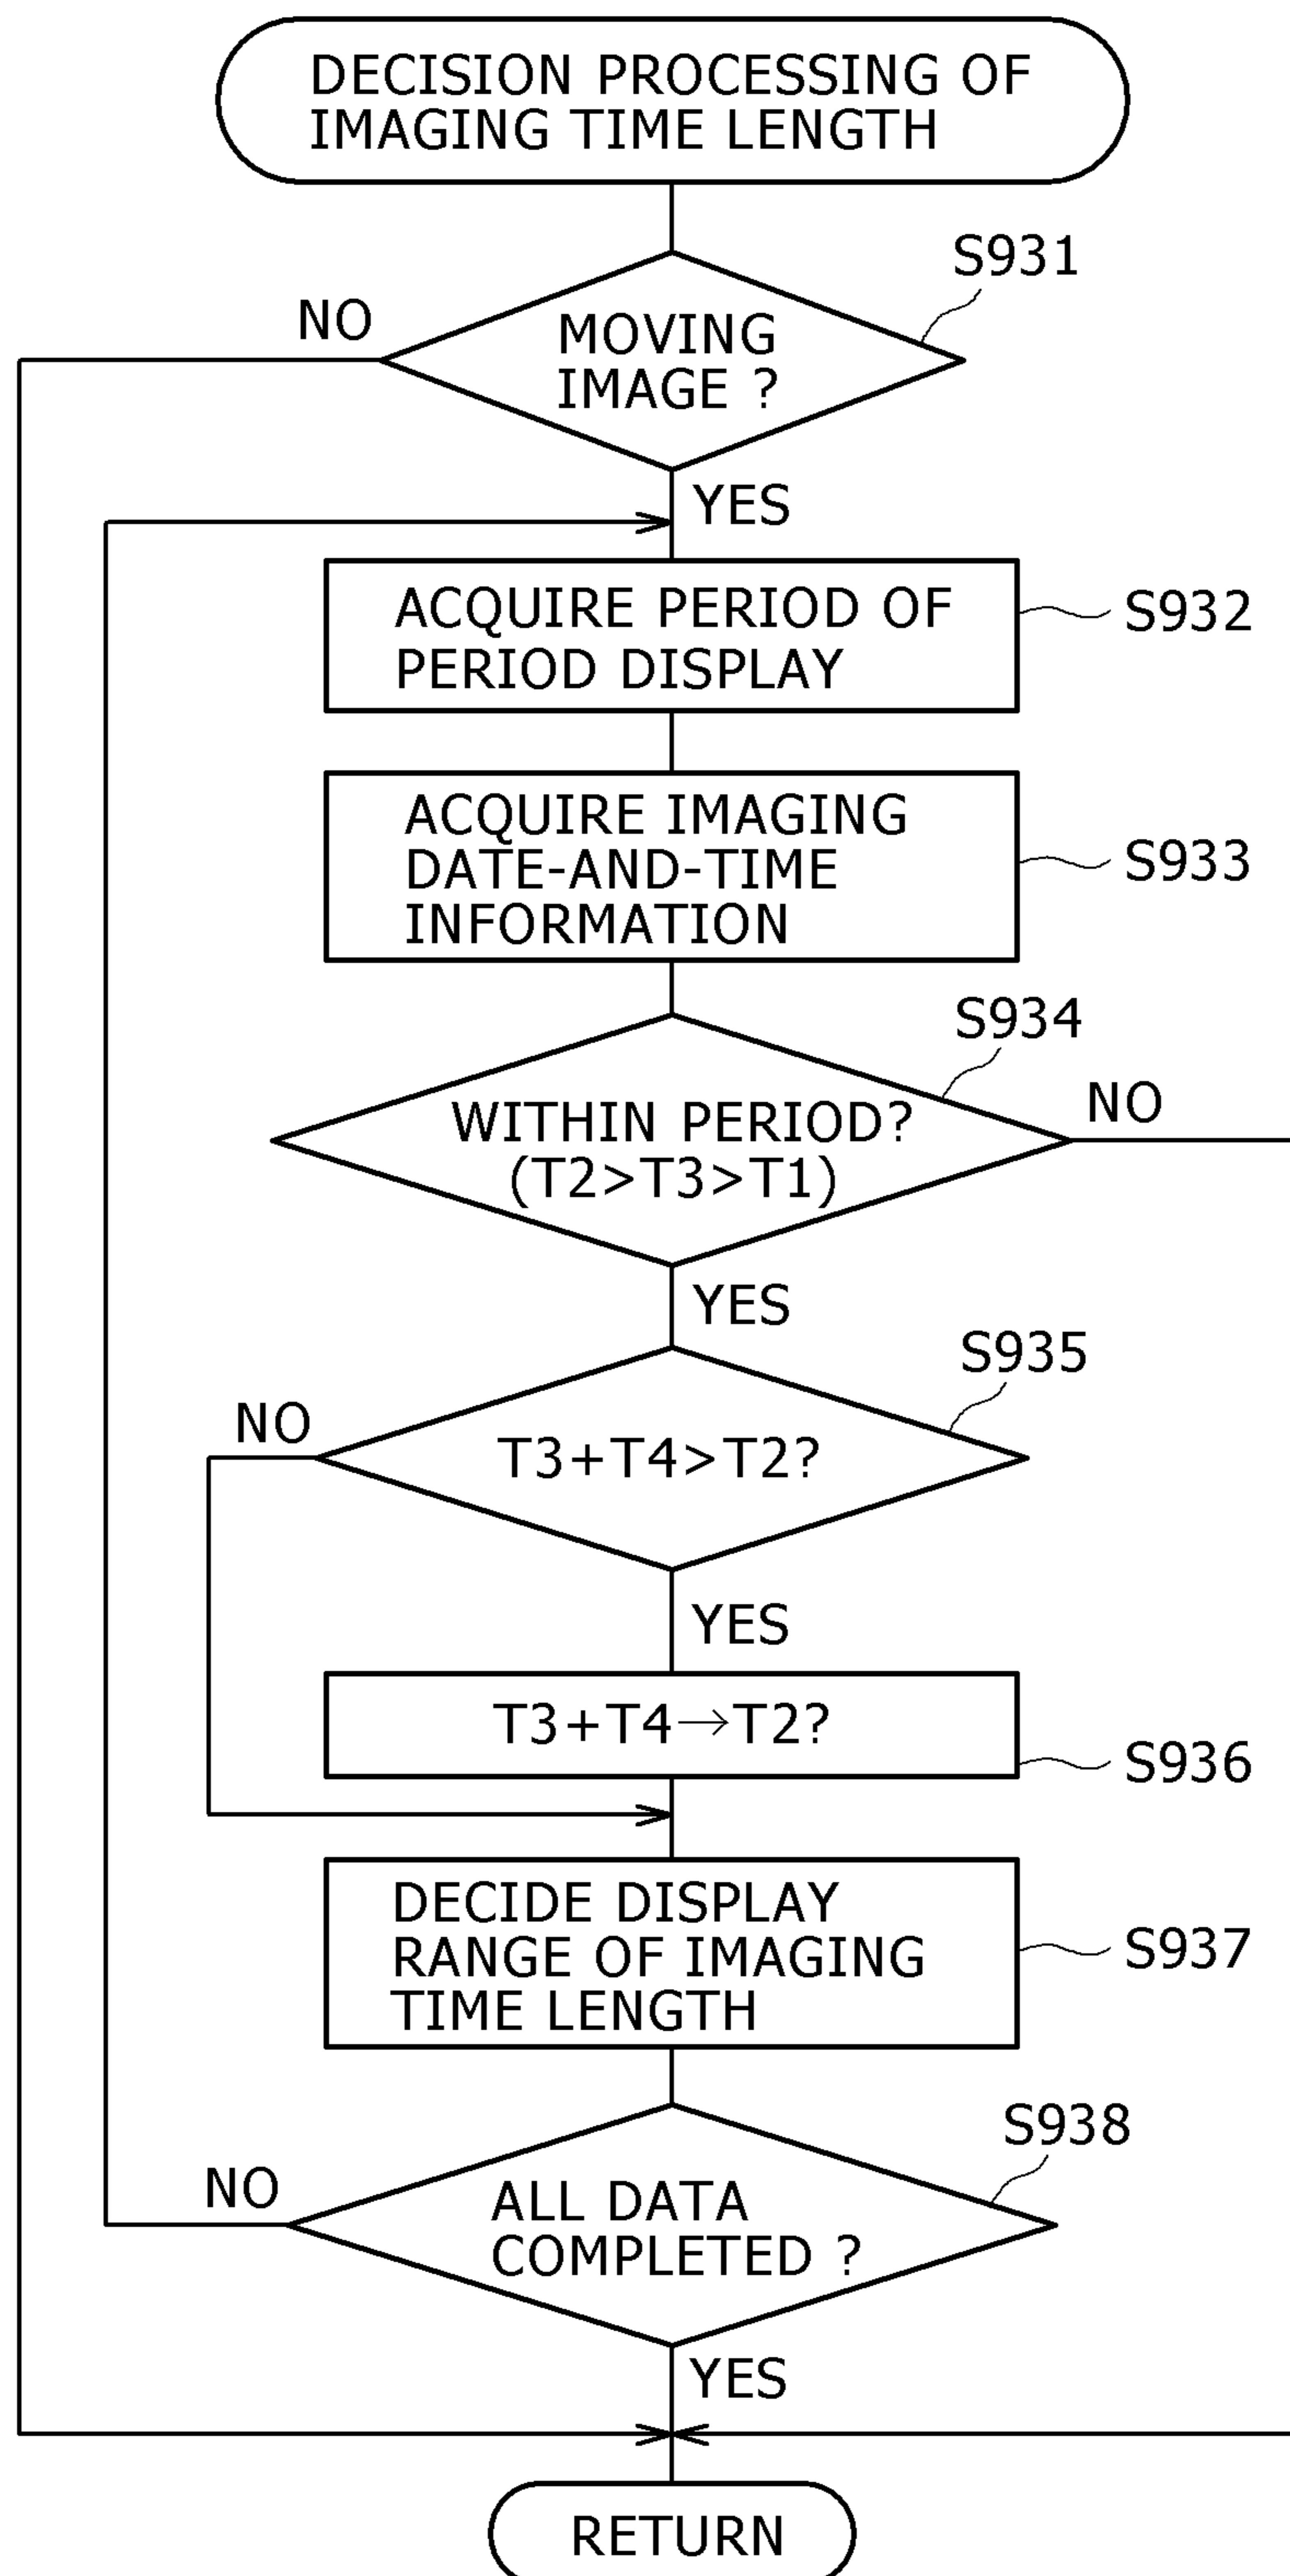 DECISION PROCESSING OF
IMAGING TIME LENGTH
S931
NO
MOVING
IMAGE ?
YES
ACQUIRE PERIOD OF
PERIOD DISPLAY
S932
ACQUIRE IMAGING
DATE-AND-TIME
INFORMATION
S933
S934
NO
WITHIN PERIOD?
(T2>T3>T1)
YES
S935
NO
T3+T4>T2?
YES
T3+T4→T2?
S936
DECIDE DISPLAY
RANGE OF IMAGING
TIME LENGTH
S937
S938
NO
ALL DATA
COMPLETED ?
YES
RETURN